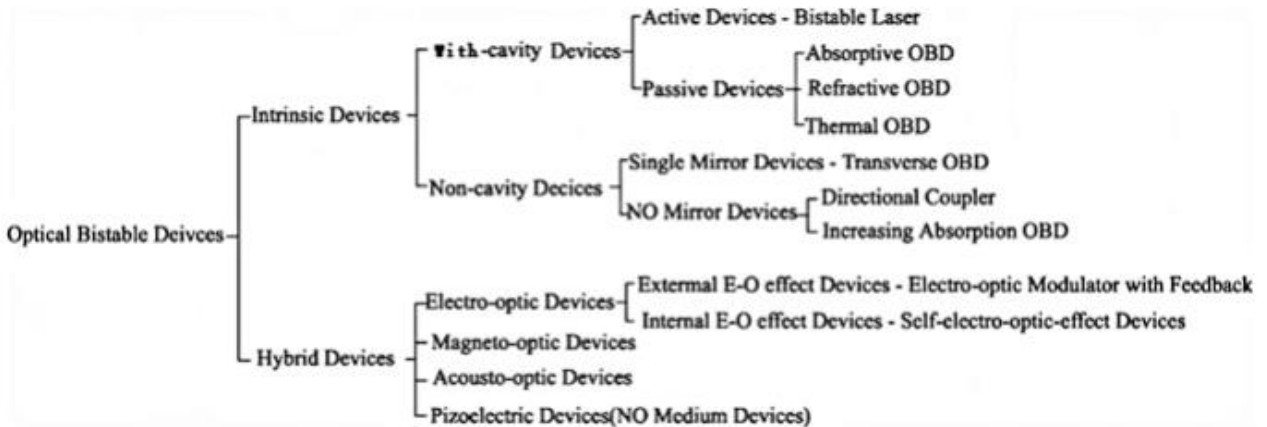 Active Devices - Bistable Laser
With-cavity Devices
Absorptive OBD
Passive Devices
Refractive OBD
Thermal OBD
Intrinsic Devices
Single Mirror Devices - Transverse OBD
Non-cavity Decices
Directional Coupler
NO Mirror Devices
Increasing Absorption OBD
Optical Bistable Deivces
Extermal E-O effect Devices - Electro-optic Modulator with Feedback
Electro-optic Devices
Internal E-O effect Devices - Self-electro-optic-effect Devices
Magneto-optic Devices
Hybrid Devices
Acousto-optic Devices
Pizoelectric Devices(NO Medium Devices)